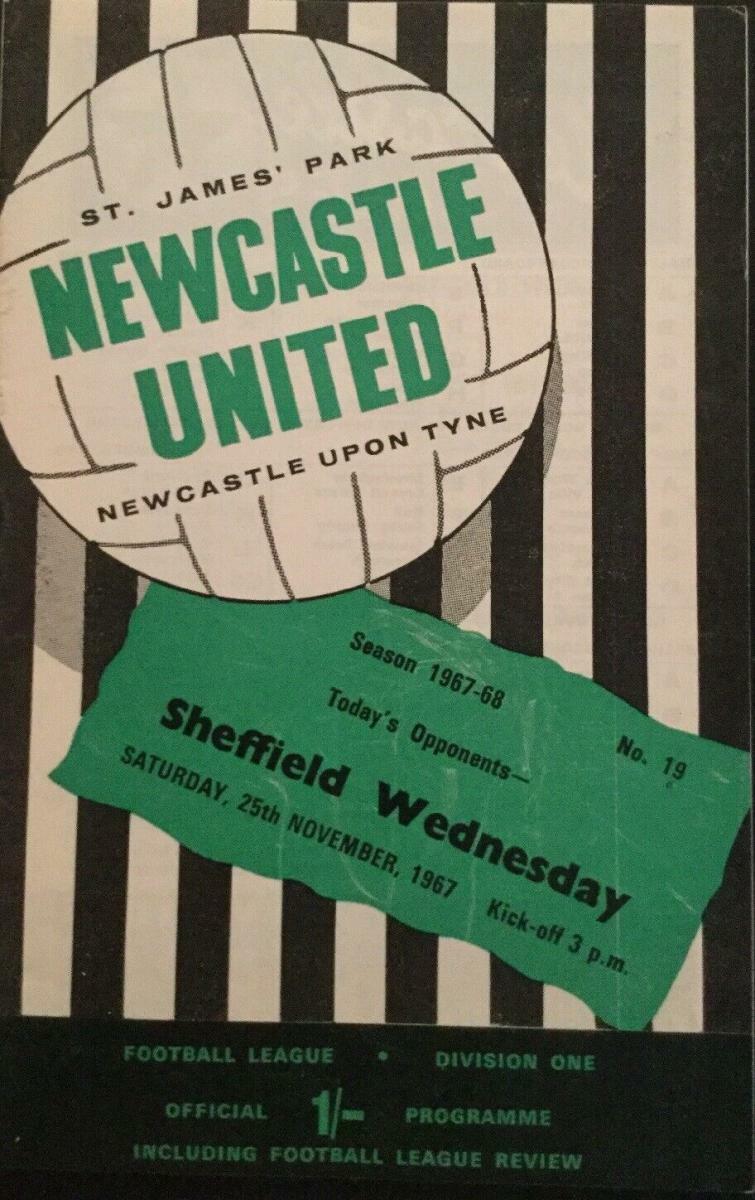 ST. JAMES' PARK
NEWCASTLE
UNITED
NEWCASTLE UPON TYNE
Season 1967-68
No. 19
Today's Opponents—
Sheffield Wednesday
SATURDAY, 25th NOVEMBER, 1967 Kick-off 3 p.m.
FOOTBALL LEAGUE • DIVISION ONE
OFFICIAL 1/- PROGRAMME
INCLUDING FOOTBALL LEAGUE REVIEW